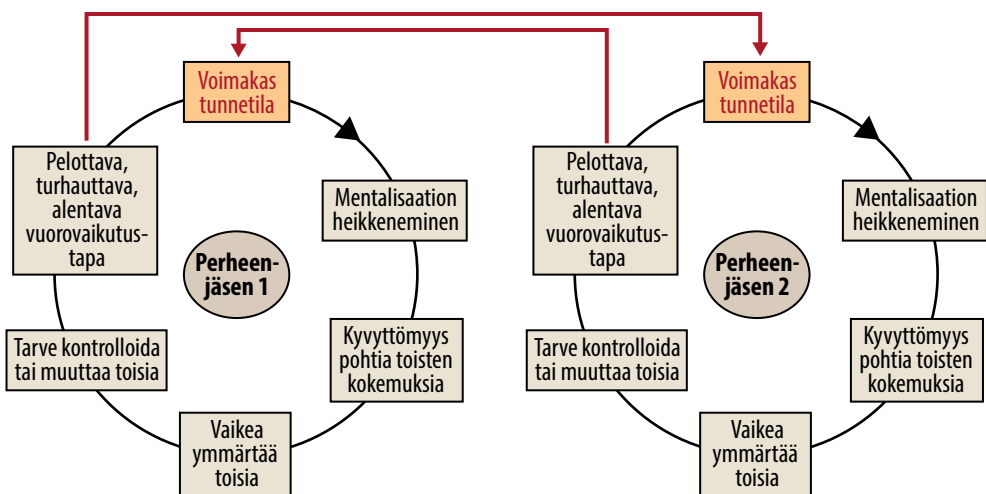 Voimakas
tunnetila
Pelottava,
turhauttava,
alentava
vuorovaikutus-
tapa
Mentalisaation
heikkeneminen
Perheen-
jäsen 1
Tarve kontrolloida
tai muuttaa toisia
Kyvyttömyys
pohtia toisten
kokemuksia
Vaikea
ymmärtää
toisia
Voimakas
tunnetila
Pelottava,
turhauttava,
alentava
vuorovaikutus-
tapa
Mentalisaation
heikkeneminen
Perheen-
jäsen 2
Tarve kontrolloida
tai muuttaa toisia
Kyvyttömyys
pohtia toisten
kokemuksia
Vaikea
ymmärtää
toisia